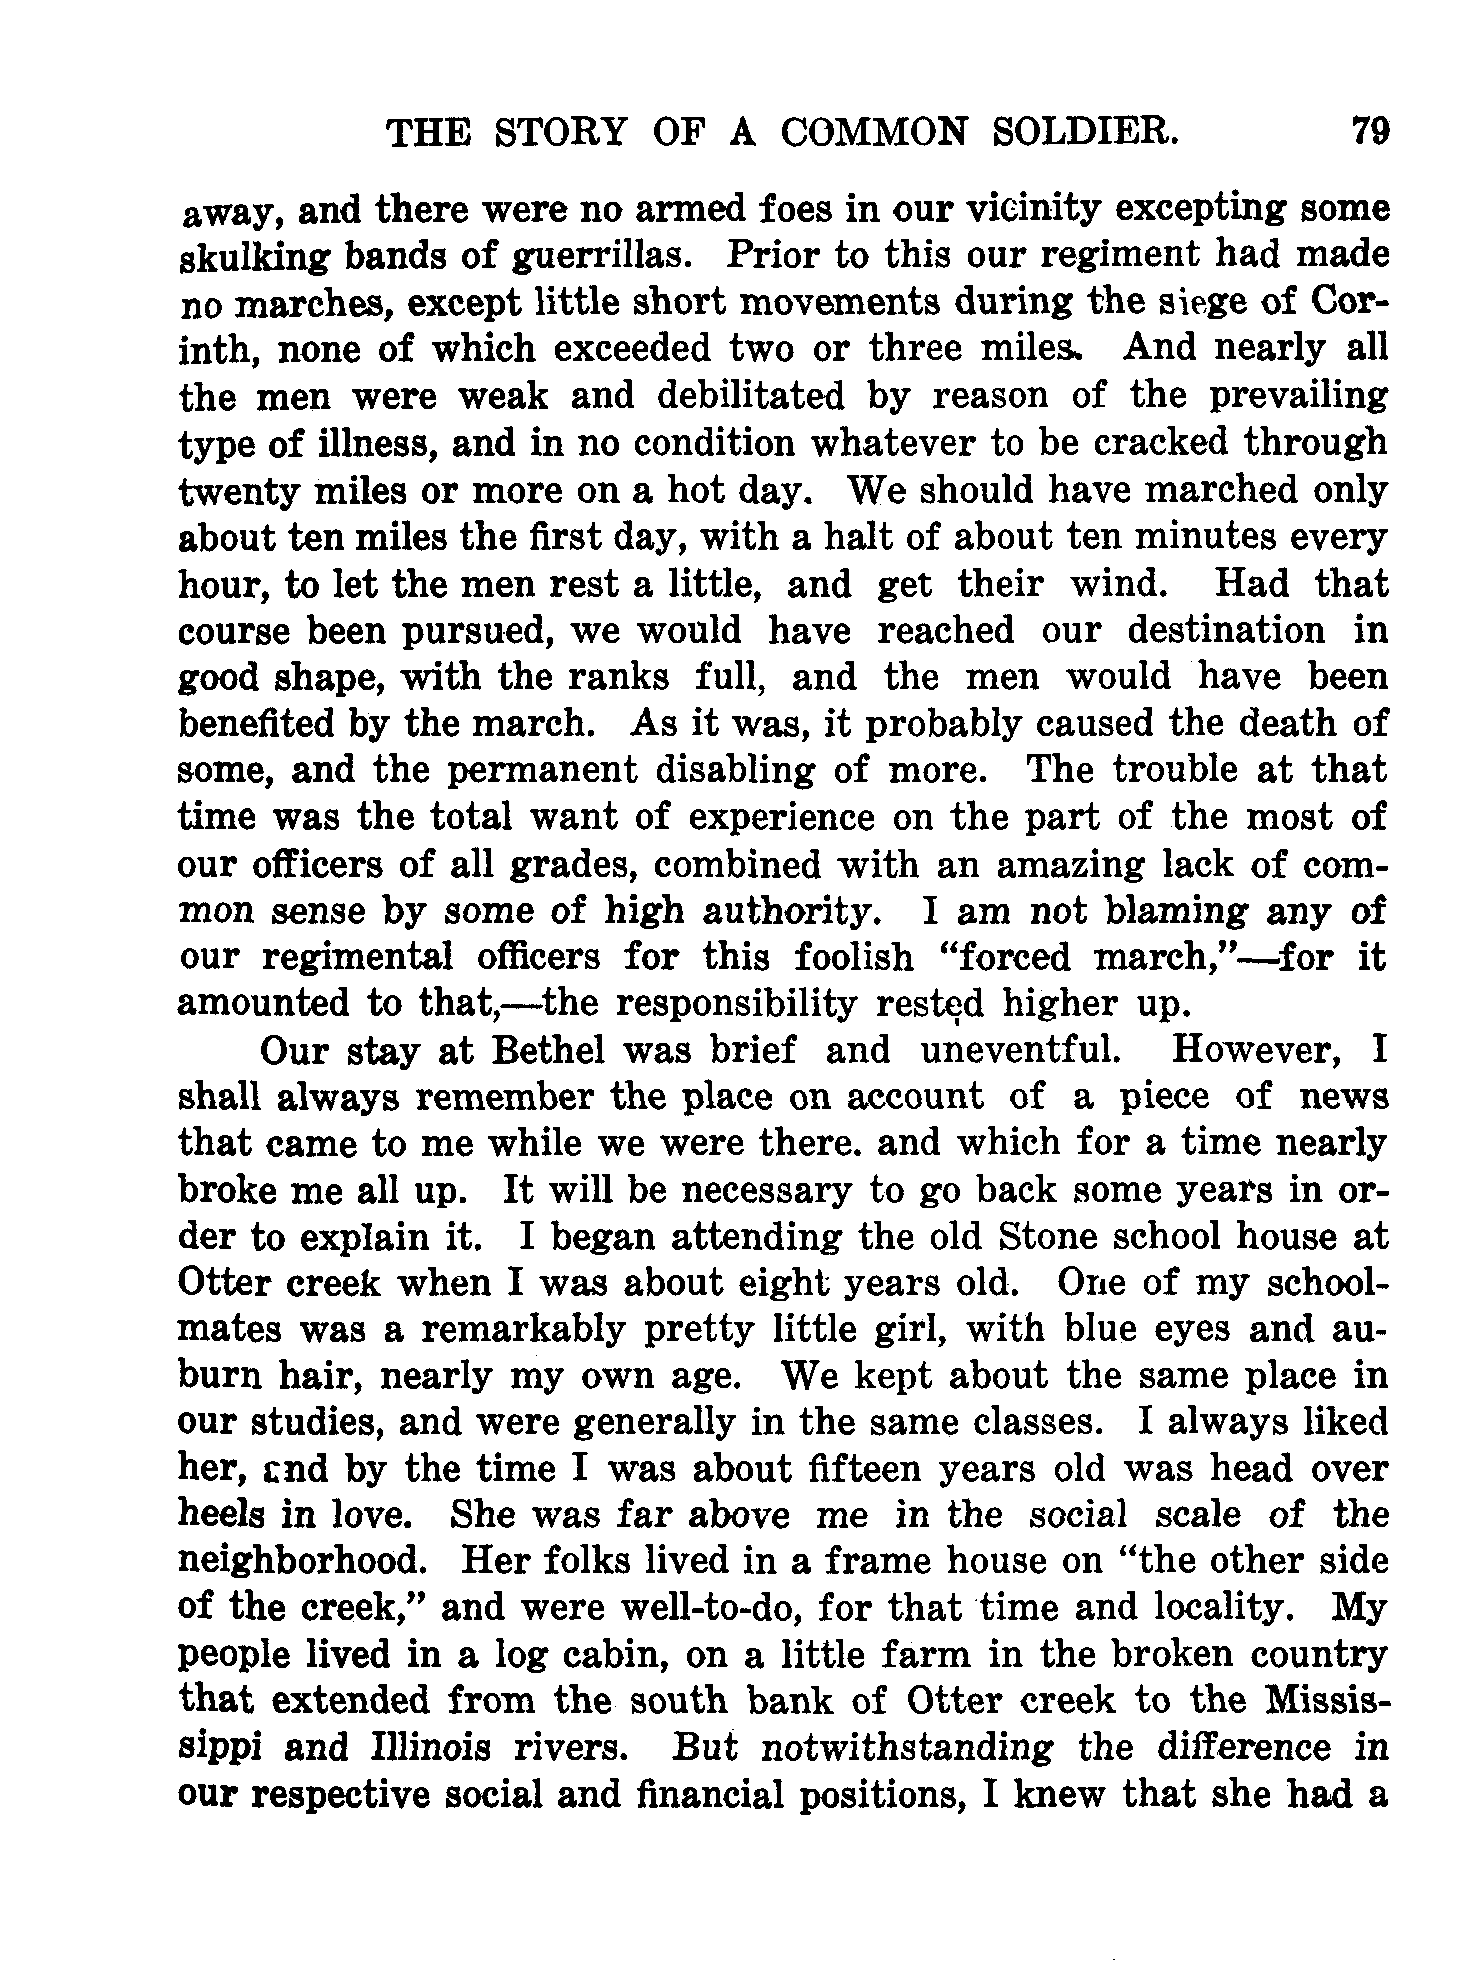 THE STORY OF A COMMON SOLDIER. 79
away, and there were no armed foes in our vicinity excepting some
skulking bands of guerrillas. Prior to this our regiment had made
no marches, except little short movements during the siege of Cor-
inth, none of which exceeded two or three miles. And nearly all
the men were weak and debilitated by reason of the prevailing
type of illness, and in no condition whatever to be cracked through
twenty miles or more on a hot day. We should have marched only
about ten miles the first day, with a halt of about ten minutes every
hour, to let the men rest a little, and get their wind. Had that
course been pursued, we would have reached our destination in
good shape, with the ranks full, and the men would have been
benefited by the march. As it was, it probably caused the death of
some, and the permanent disabling of more. The trouble at that
time was the total want of experience on the part of the most of
our officers of all grades, combined with an amazing lack of com-
mon sense by some of high authority. I am not blaming any of
our regimental officers for this foolish “forced march,”—for it
amounted to that,—the responsibility rested higher up.
Our stay at Bethel was brief and uneventful. However, I
shall always remember the place on account of a piece of news
that came to me while we were there. and which for a time nearly
broke me all up. It will be necessary to go back some years in or-
der to explain it. I began attending the old Stone school house at
Otter creek when I was about eight years old. One of my school-
mates was a remarkably pretty little girl, with blue eyes and au-
burn hair, nearly my own age. We kept about the same place in
our studies, and were generally in the same classes. I always liked
her, and by the time I was about fifteen years old was head over
heels in love. She was far above me in the social scale of the
neighborhood. Her folks lived in a frame house on “the other side
of the creek,” and were well-to-do, for that time and locality. My
people lived in a log cabin, on a little farm in the broken country
that extended from the south bank of Otter creek to the Missis-
sippi and Illinois rivers. But notwithstanding the difference in
our respective social and financial positions, I knew that she had a